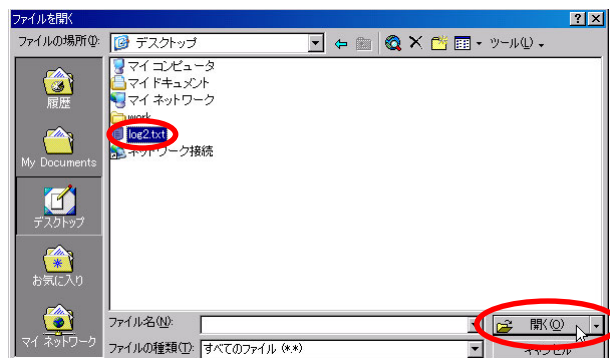 ファイルを開く
ファイルの場所(I):
デスクトップ
ツール(L)
マイ コンピュータ
マイ ドキュメント
マイ ネットワーク
work
log2.txt
ネットワーク接続
履歴
My Documents
デスクトップ
お気に入り
マイ ネットワーク
ファイル名(N):
開く(O)
ファイルの種類(T):
すべてのファイル (*.*)
キャンセル